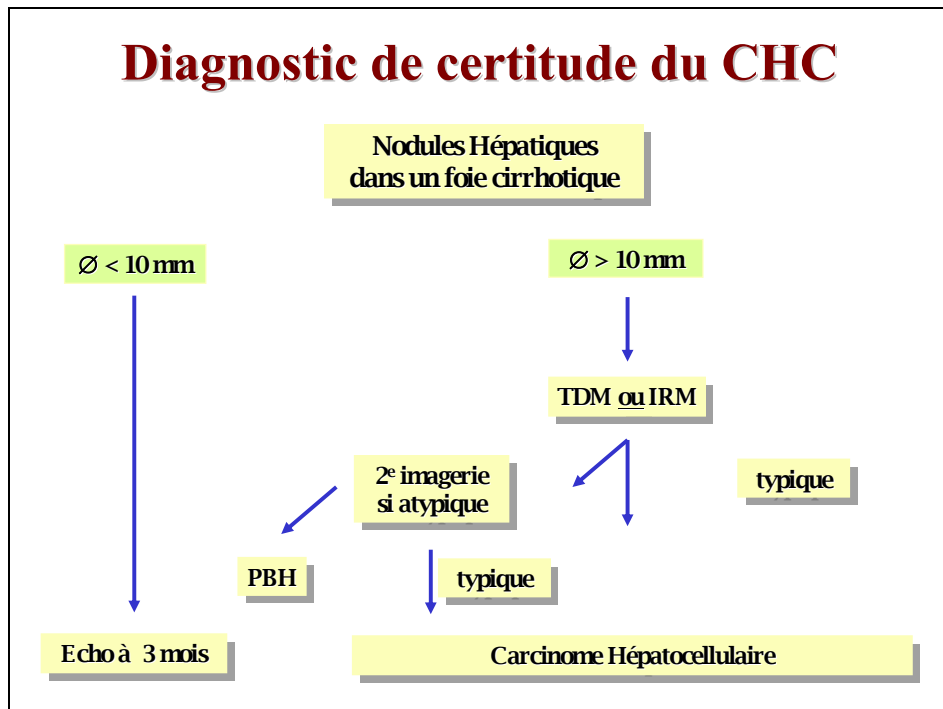 Diagnostic de certitude du CHC
Nodules Hépatiques
dans un foie cirrhotique
∅ < 10 mm
∅ > 10 mm
TDM ou IRM
2e imagerie
si atypique
typique
PBH
typique
Echo à 3 mois
Carcinome Hépatocellulaire